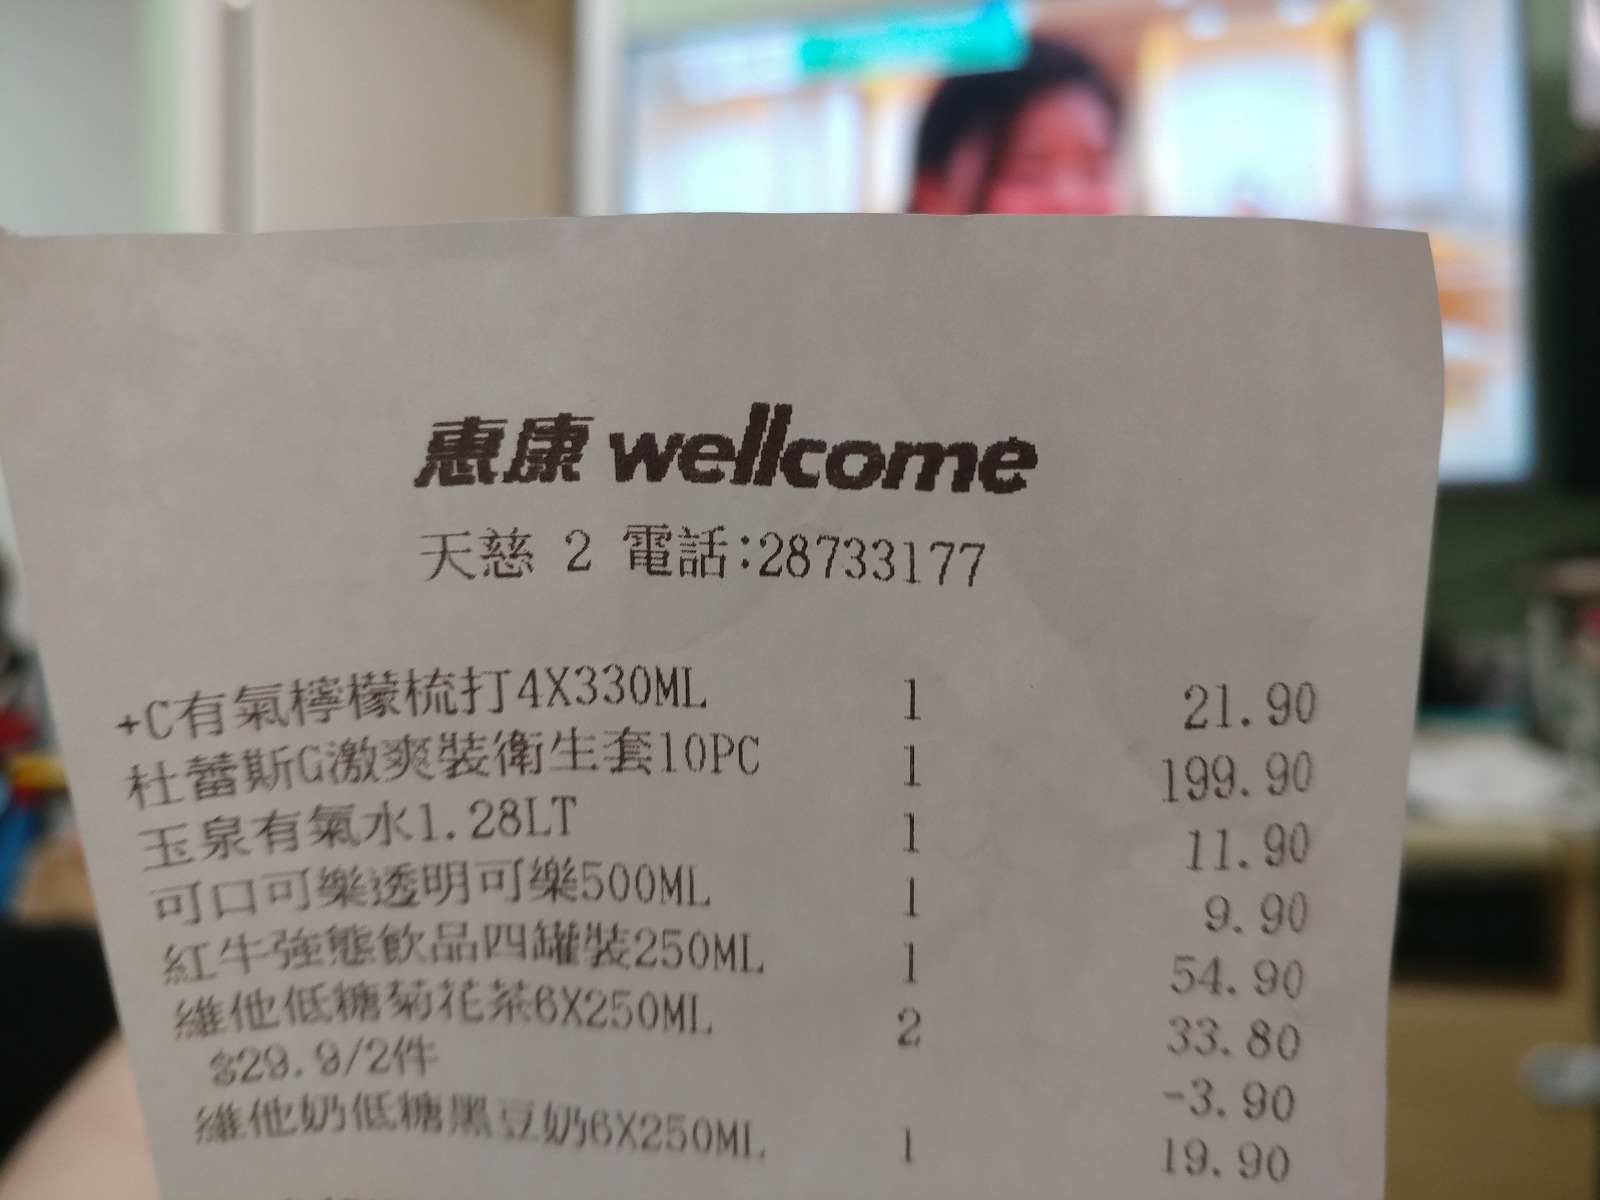 惠康 wellcome
天慈 2 電話:28733177
+C有氣檸檬梳打4X330ML 1 21.90
杜蕾斯G激爽裝衛生套10PC 1 199.90
玉泉有氣水1.28LT 1 11.90
可口可樂透明可樂500ML 1 9.90
紅牛強態飲品四罐裝250ML 1 54.90
維他低糖菊花茶6X250ML 2 33.80
$29.9/2件 -3.90
維他奶低糖黑豆奶6X250ML 1 19.90